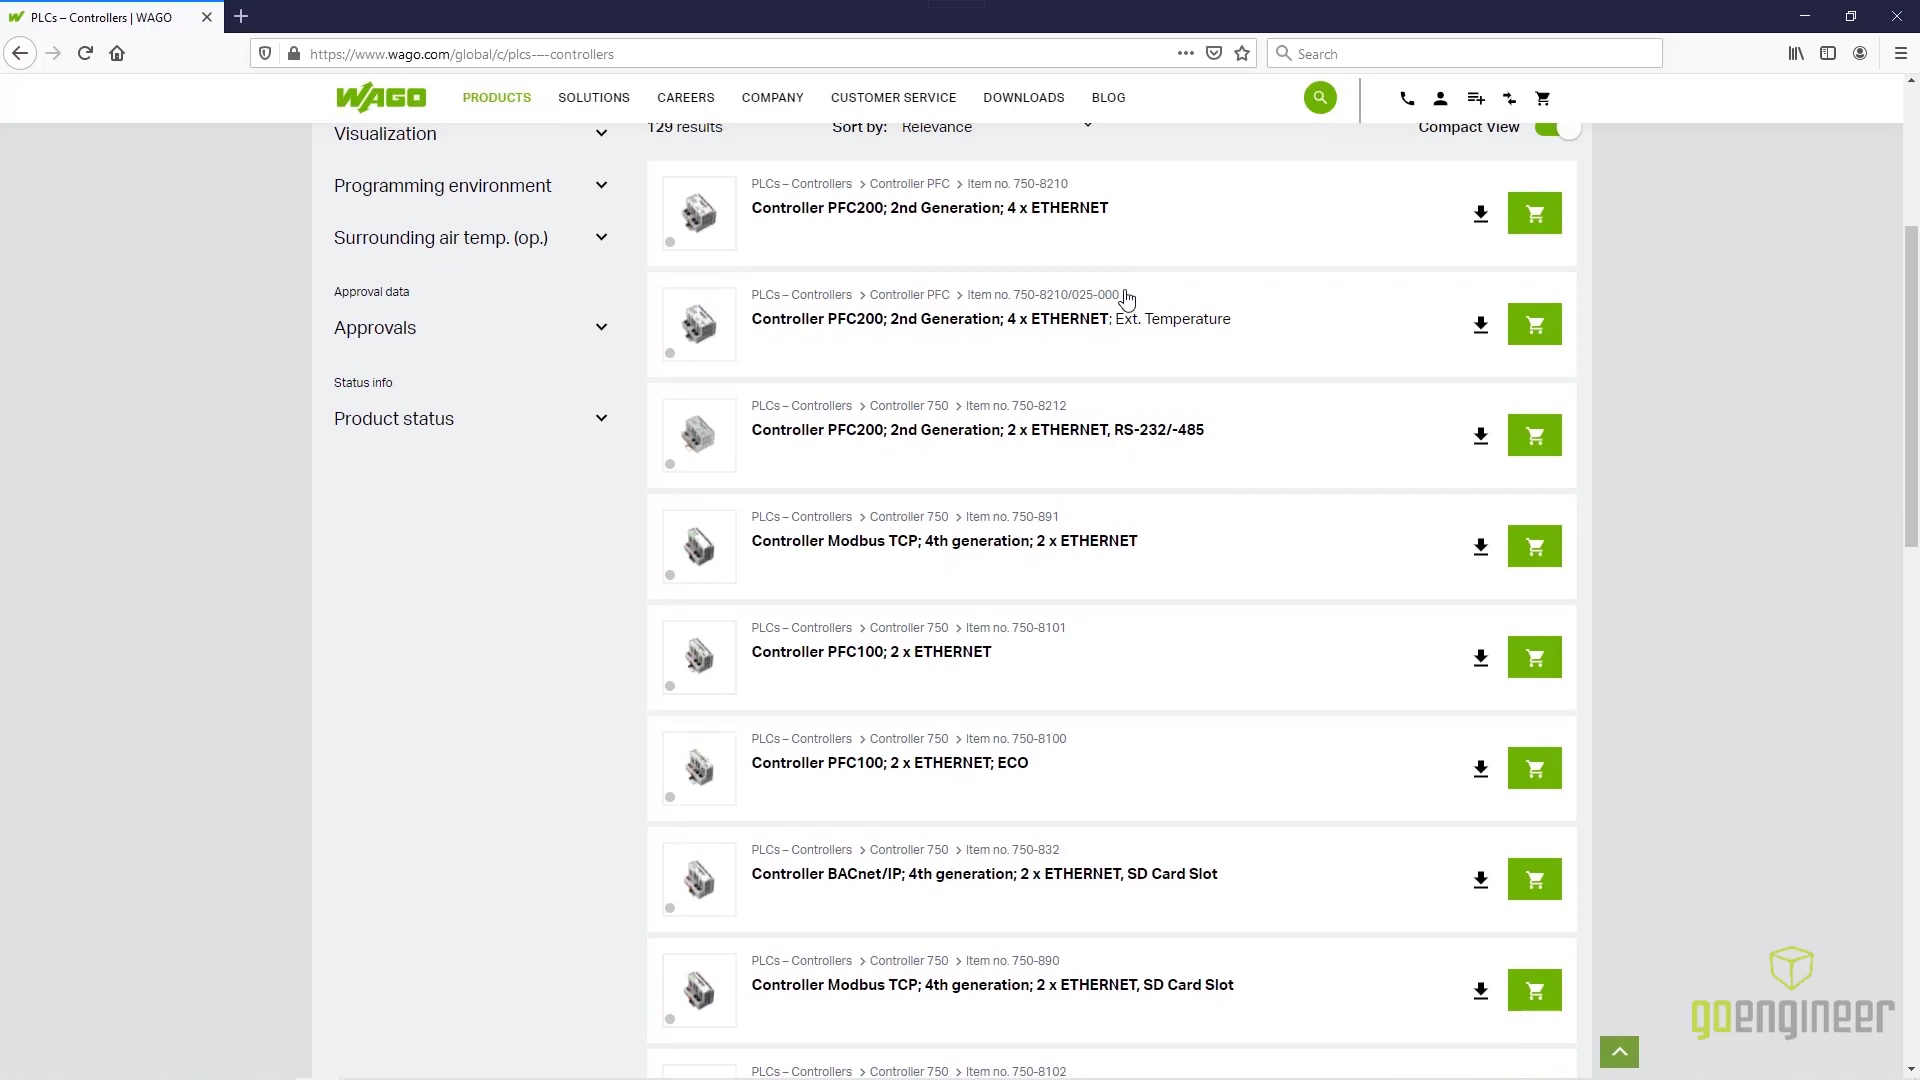 PLCs – Controllers | WAGO
https://www.wago.com/global/c/plcs----controllers
Search
WAGO
PRODUCTS SOLUTIONS CAREERS COMPANY CUSTOMER SERVICE DOWNLOADS BLOG
Visualization
Programming environment
Surrounding air temp. (op.)
Approval data
Approvals
Status info
Product status
129 results Sort by: Relevance Compact View
PLCs – Controllers > Controller PFC > Item no. 750-8210
Controller PFC200; 2nd Generation; 4 x ETHERNET
PLCs – Controllers > Controller PFC > Item no. 750-8210/025-000
Controller PFC200; 2nd Generation; 4 x ETHERNET; Ext. Temperature
PLCs – Controllers > Controller 750 > Item no. 750-8212
Controller PFC200; 2nd Generation; 2 x ETHERNET, RS-232/-485
PLCs – Controllers > Controller 750 > Item no. 750-891
Controller Modbus TCP; 4th generation; 2 x ETHERNET
PLCs – Controllers > Controller 750 > Item no. 750-8101
Controller PFC100; 2 x ETHERNET
PLCs – Controllers > Controller 750 > Item no. 750-8100
Controller PFC100; 2 x ETHERNET; ECO
PLCs – Controllers > Controller 750 > Item no. 750-832
Controller BACnet/IP; 4th generation; 2 x ETHERNET, SD Card Slot
PLCs – Controllers > Controller 750 > Item no. 750-890
Controller Modbus TCP; 4th generation; 2 x ETHERNET, SD Card Slot
PLCs – Controllers > Controller 750 > Item no. 750-8102
goengineer